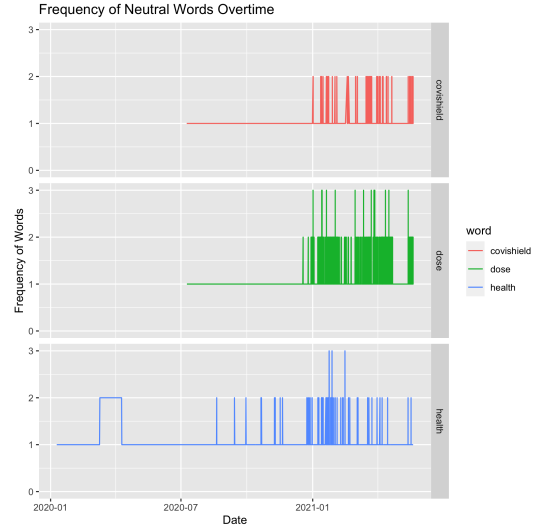 Frequency of Neutral Words Overtime
3
2
1
0
covishield
3
2
1
0
dose
3
2
1
0
health
Frequency of Words
2020-01
2020-07
2021-01
Date
word
covishield
dose
health